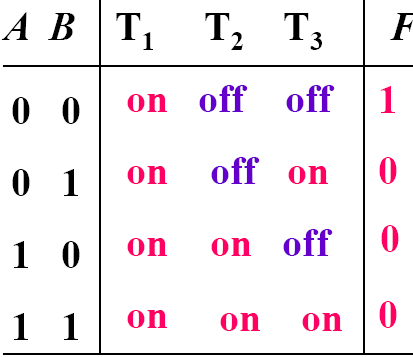 A B T₁ T₂ T₃ F
0 0 on off off 1
0 1 on off on 0
1 0 on on off 0
1 1 on on on 0